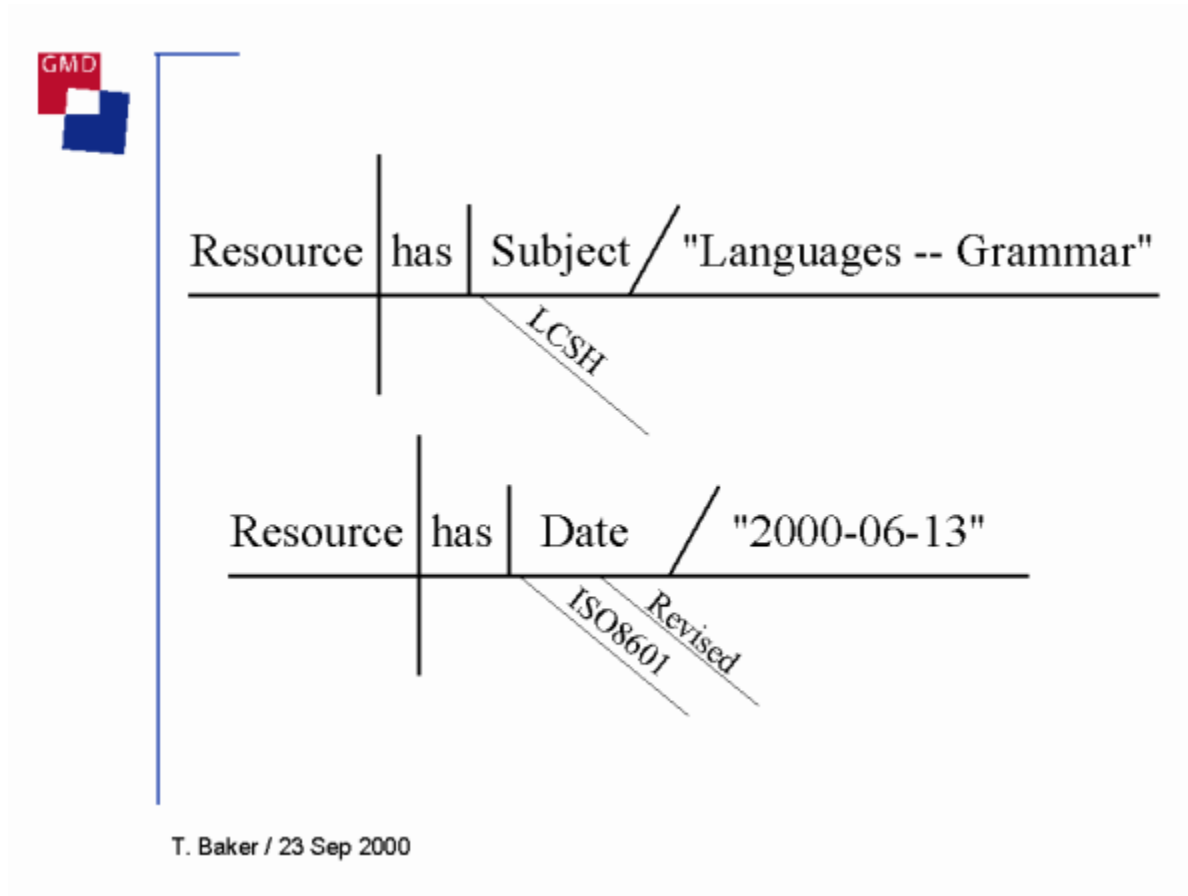 GMD
Resource has Subject "Languages -- Grammar"
LCSH
Resource has Date "2000-06-13"
ISO8601 Revised
T. Baker / 23 Sep 2000